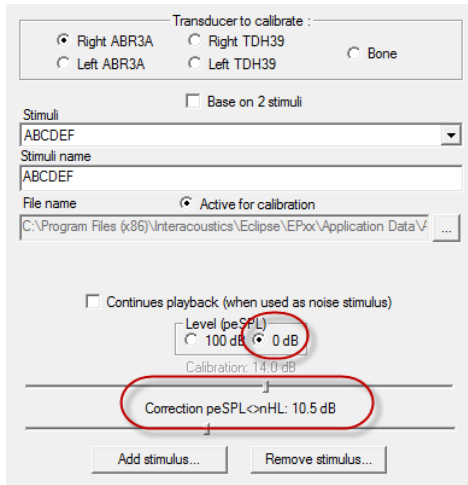 Transducer to calibrate :
Right ABR3A Right TDH39 Bone
Left ABR3A Left TDH39
Base on 2 stimuli
Stimuli
ABCDEF
Stimuli name
ABCDEF
File name Active for calibration
C:\Program Files (x86)\Interacoustics\Eclipse\EPxx\Application Data\A ...
Continues playback (when used as noise stimulus)
Level (peSPL)
100 dB 0 dB
Calibration: 14.0 dB
Correction peSPL<>nHL: 10.5 dB
Add stimulus... Remove stimulus...